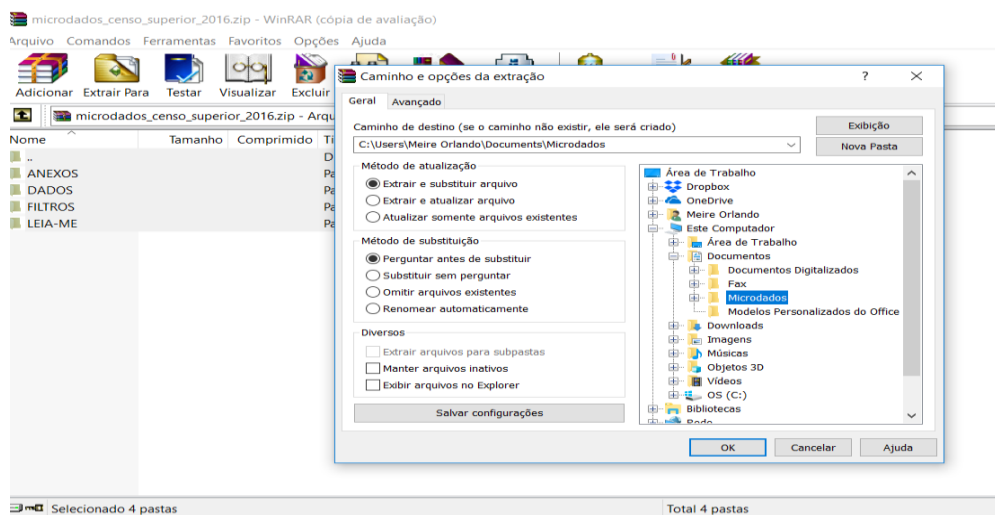 microdados_censo_superior_2016.zip - WinRAR (cópia de avaliação)
Arquivo Comandos Ferramentas Favoritos Opções Ajuda
Adicionar Extrair Para Testar Visualizar Excluir
microdados_censo_superior_2016.zip - Arqu
Nome Tamanho Comprimido Ti
.. D
ANEXOS Pa
DADOS Pa
FILTROS Pa
LEIA-ME Pa
Caminho e opções da extração ?
Geral Avançado
Caminho de destino (se o caminho não existir, ele será criado)
C:\Users\Meire Orlando\Documents\Microdados
Exibição
Nova Pasta
Método de atualização
Extrair e substituir arquivo
Extrair e atualizar arquivo
Atualizar somente arquivos existentes
Método de substituição
Perguntar antes de substituir
Substituir sem perguntar
Omitir arquivos existentes
Renomear automaticamente
Diversos
Extrair arquivos para subpastas
Manter arquivos inativos
Exibir arquivos no Explorer
Salvar configurações
Área de Trabalho
Dropbox
OneDrive
Meire Orlando
Este Computador
Área de Trabalho
Documentos
Documentos Digitalizados
Fax
Microdados
Modelos Personalizados do Office
Downloads
Imagens
Músicas
Objetos 3D
Vídeos
OS (C:)
Bibliotecas
Rede
OK Cancelar Ajuda
Selecionado 4 pastas Total 4 pastas